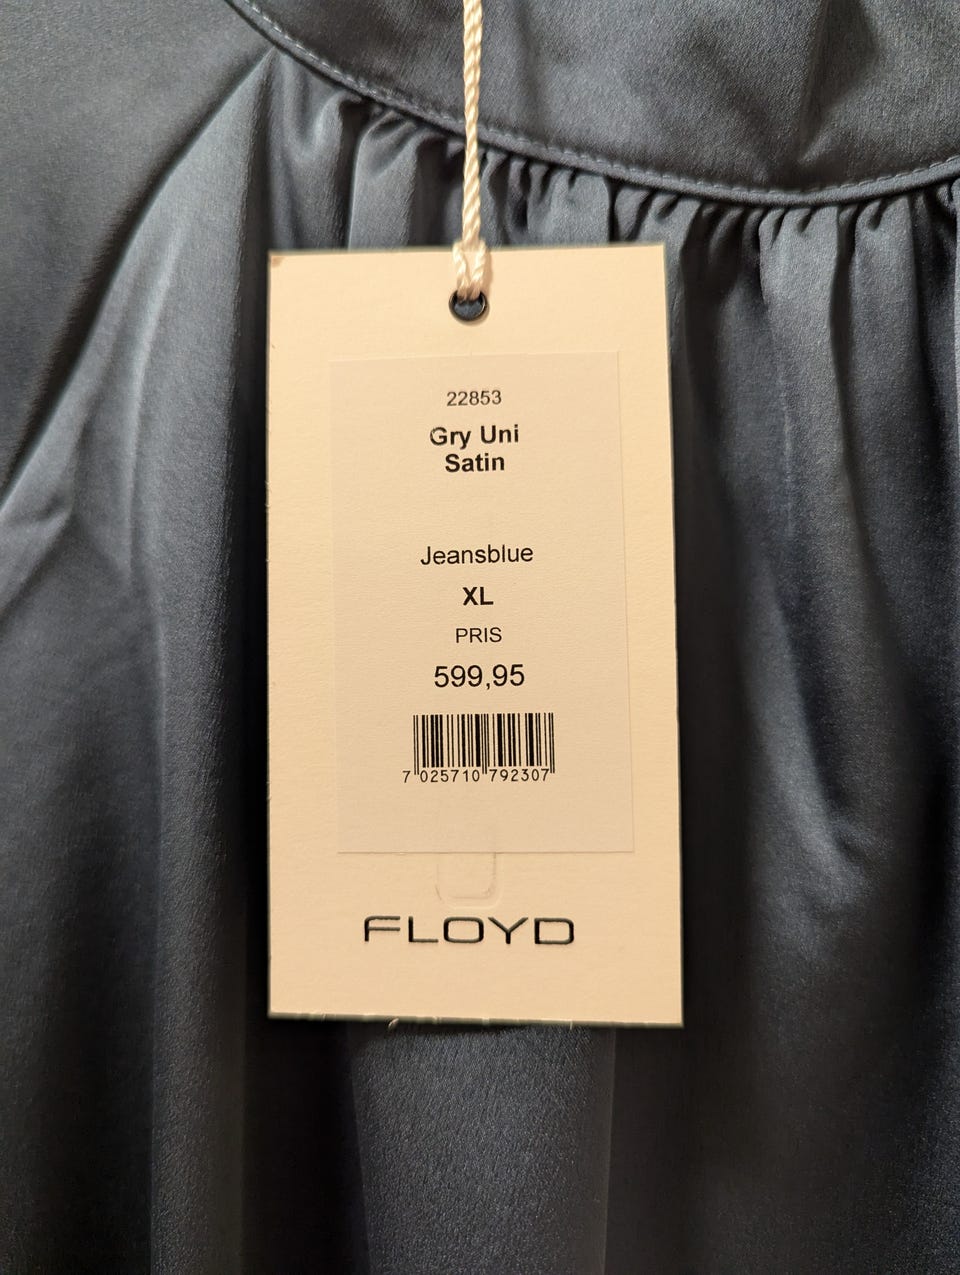 22853
Gry Uni
Satin
Jeansblue
XL
PRIS
599,95
7 025710 792307
FLOYD